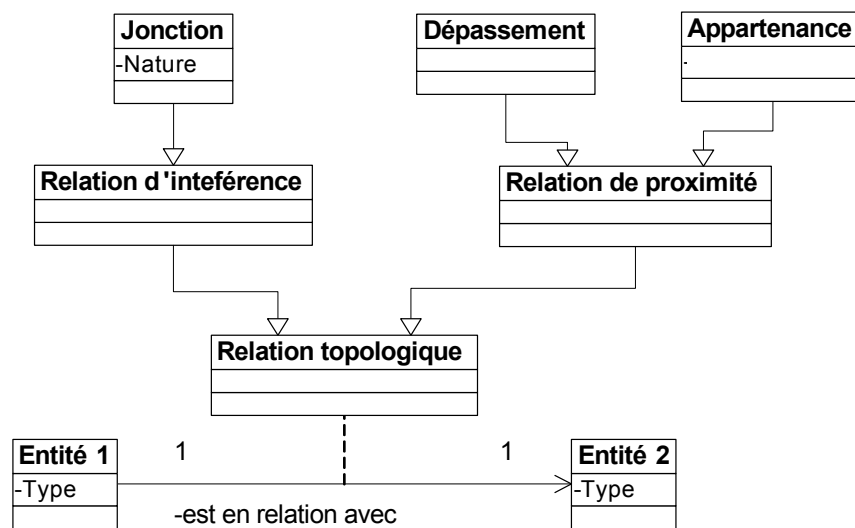 Jonction
-Nature
Dépassement
Appartenance
-
Relation d'inteférence
Relation de proximité
Relation topologique
Entité 1
-Type
1
1
Entité 2
-Type
-est en relation avec